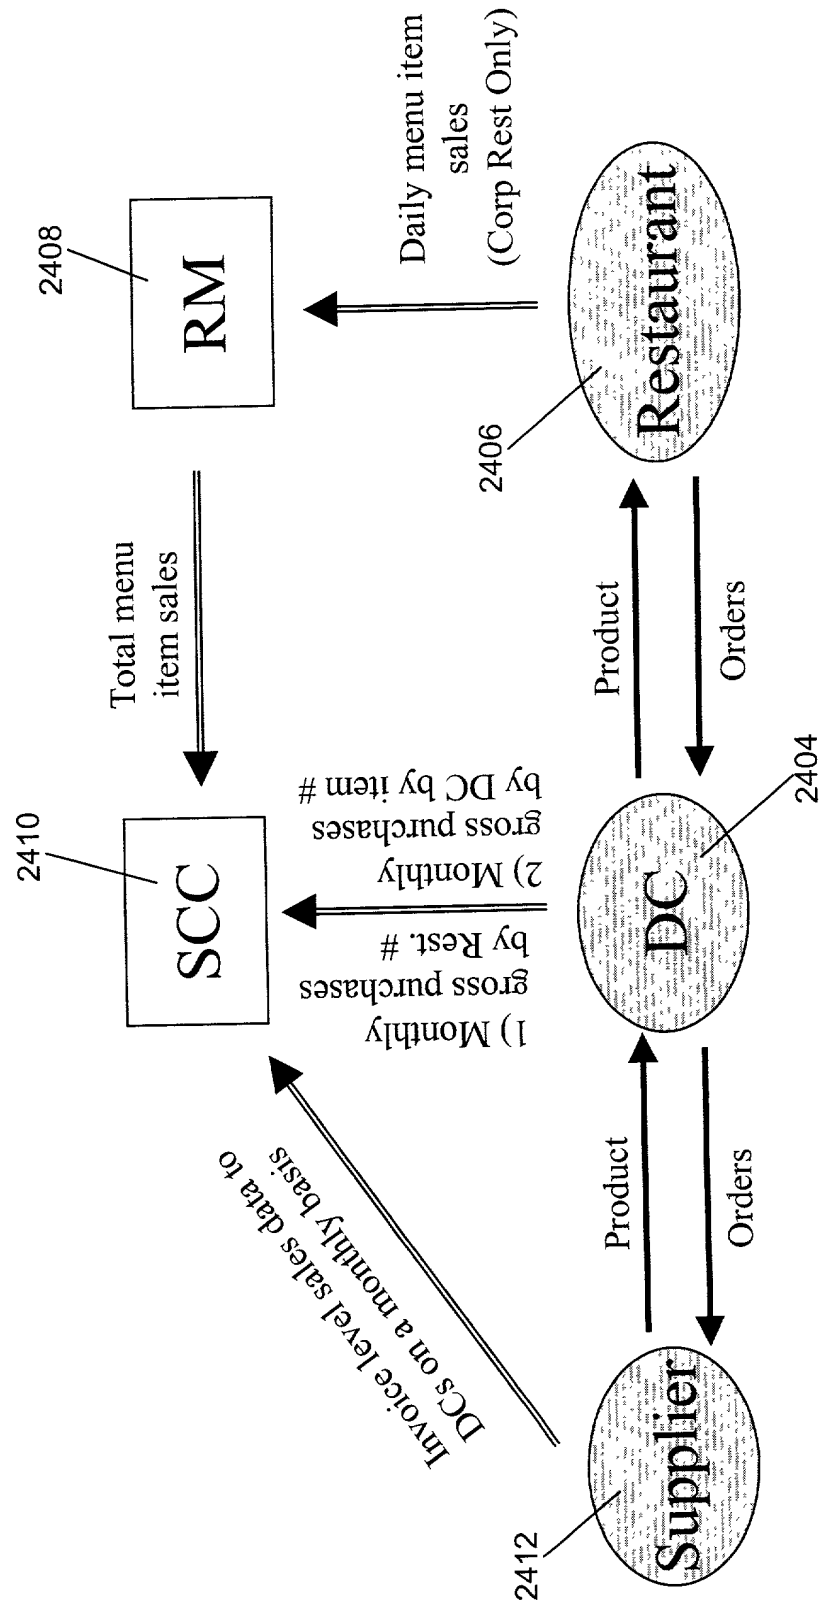 2410
SCC
Total menu
item sales
2408
RM
Invoice level sales data to
DCs on a monthly basis
1) Monthly
gross purchases
by Rest. #
2) Monthly
gross purchases
by DC by item #
Daily menu item
sales
(Corp Rest Only)
2412
Supplier
Product
Orders
DC
2404
Product
Orders
2406
Restaurant